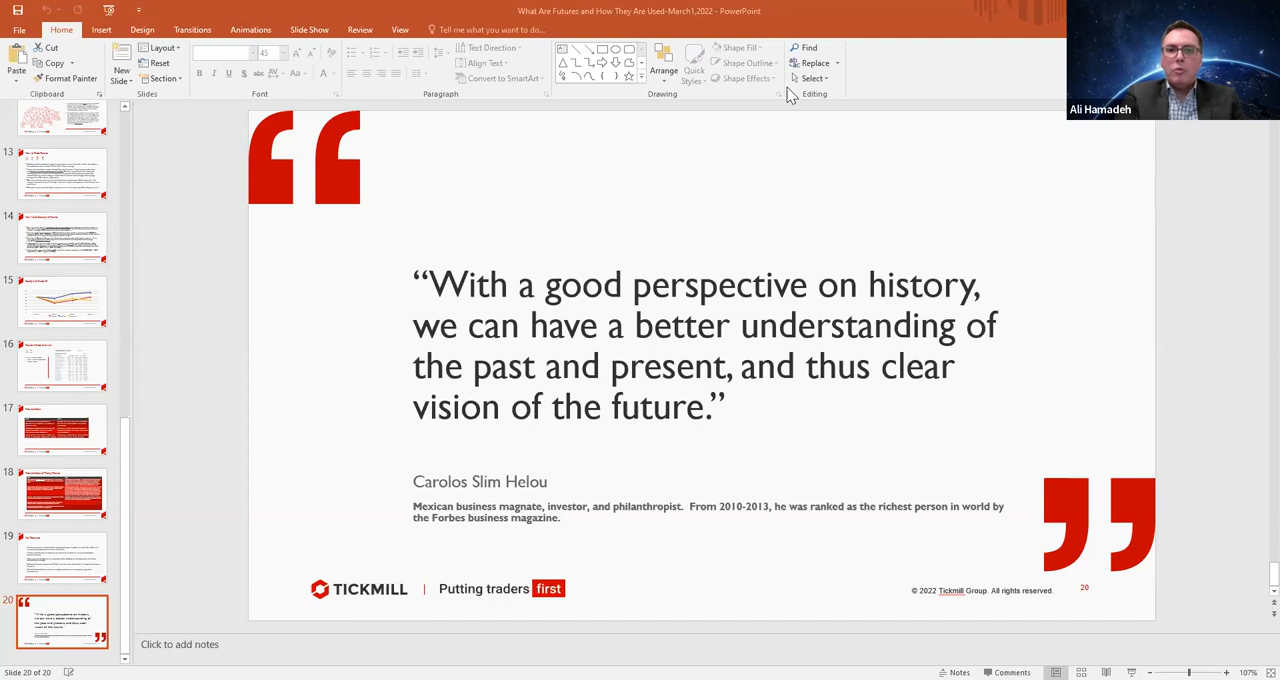 What Are Futures and How They Are Used-March1,2022 - PowerPoint
File Home Insert Design Transitions Animations Slide Show Review View Tell me what you want to do...
Paste
Cut
Copy
Format Painter
Clipboard
New
Slide
Layout
Reset
Section
Slides
45
B I U S abc AV Aa A
Font
Text Direction
Align Text
Convert to SmartArt
Paragraph
Arrange
Quick
Styles
Shape Fill
Shape Outline
Shape Effects
Drawing
Find
Replace
Select
Editing
Ali Hamadeh
13
14
15
16
17
18
19
20
“With a good perspective on history,
we can have a better understanding of
the past and present, and thus clear
vision of the future.”
Carolos Slim Helou
Mexican business magnate, investor, and philanthropist. From 2010-2013, he was ranked as the richest person in world by
the Forbes business magazine.
TICKMILL | Putting traders first
© 2022 Tickmill Group. All rights reserved. 20
Click to add notes
Slide 20 of 20 Notes Comments 107%